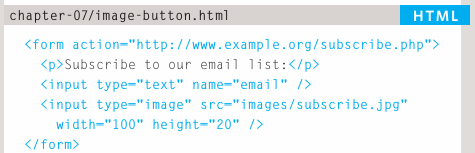 chapter-07/image-button.html HTML
<form action="http://www.example.org/subscribe.php">
<p>Subscribe to our email list:</p>
<input type="text" name="email" />
<input type="image" src="images/subscribe.jpg"
width="100" height="20" />
</form>